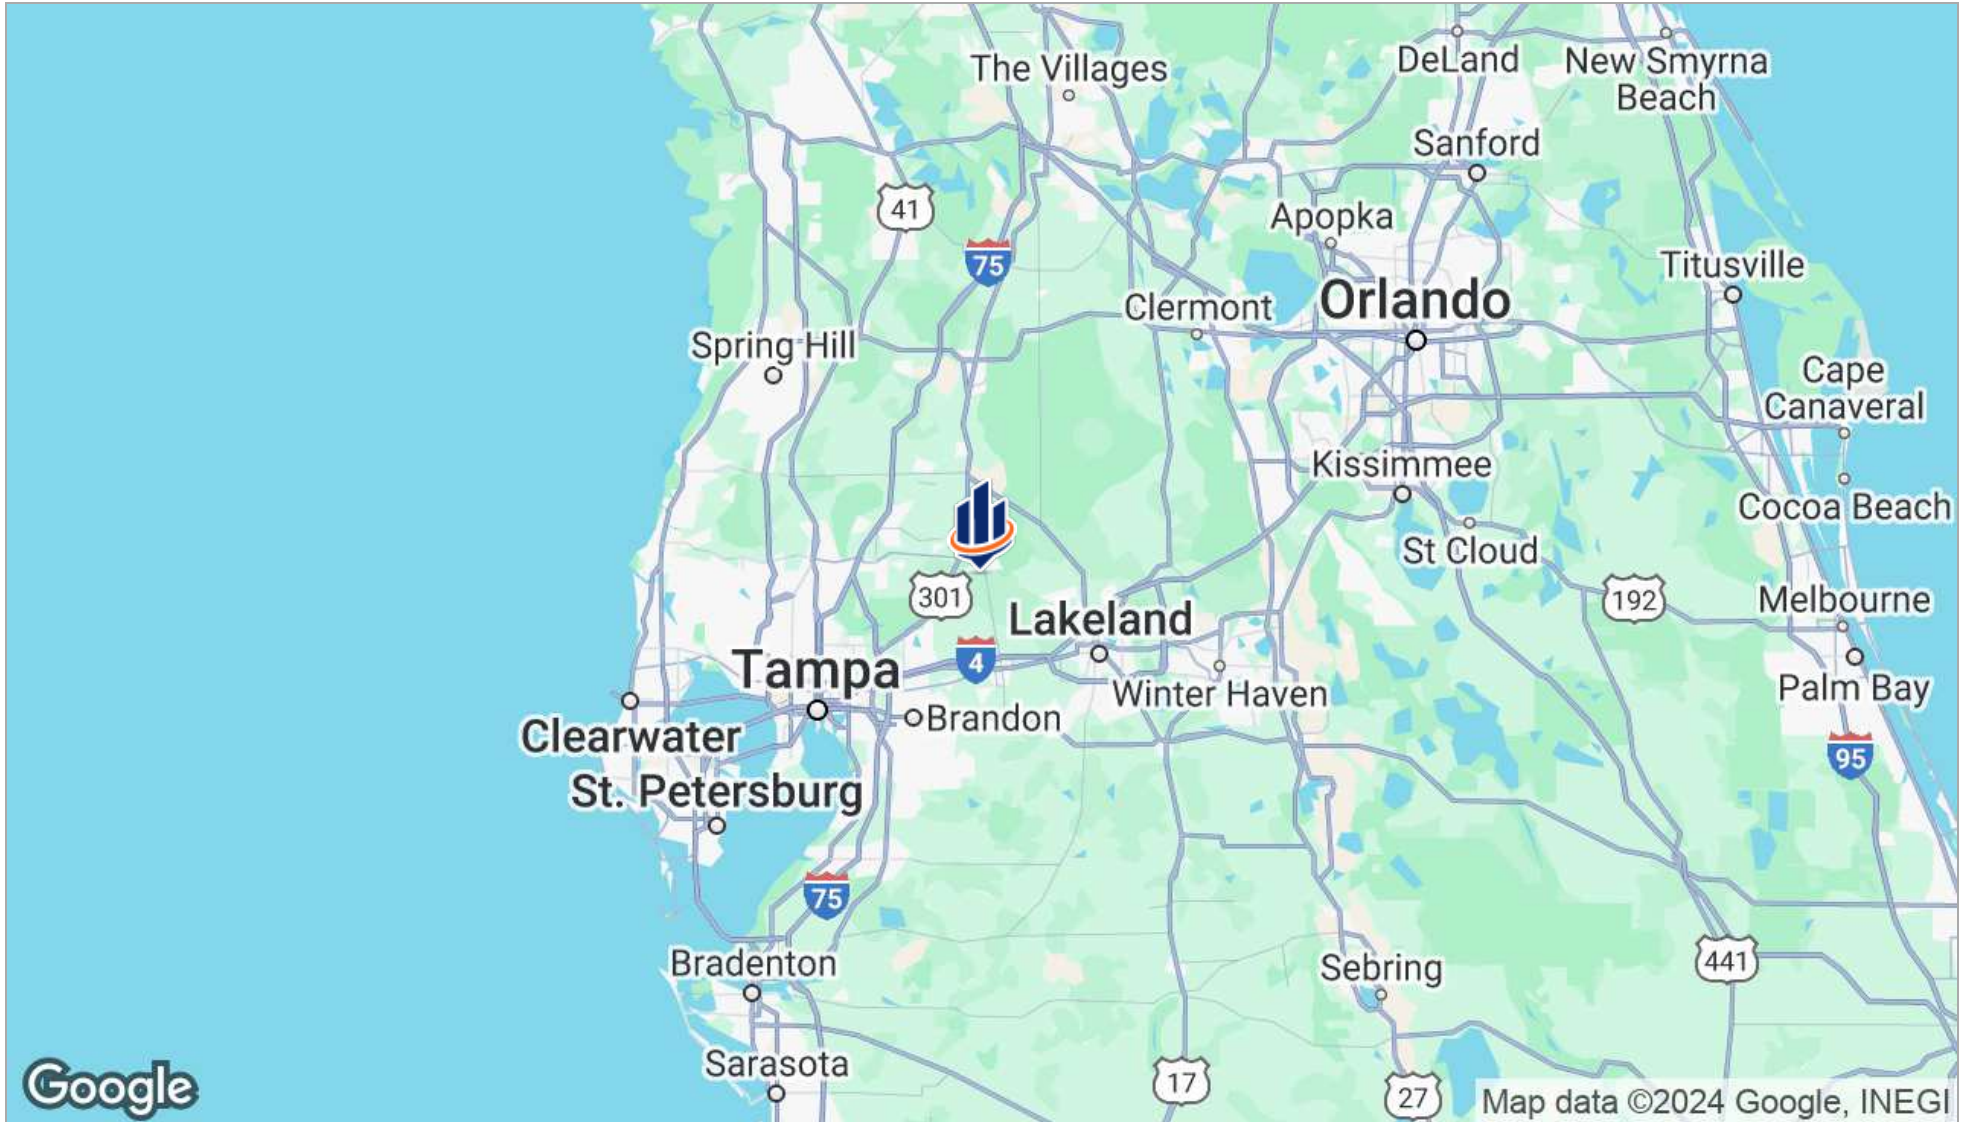 The Villages
DeLand
New Smyrna
Beach
Sanford
41
Apopka
75
Titusville
Clermont
Orlando
Spring Hill
Cape
Canaveral
Kissimmee
Cocoa Beach
St Cloud
301
192
Melbourne
Lakeland
4
Tampa
Winter Haven
Palm Bay
Brandon
Clearwater
95
St. Petersburg
75
Bradenton
Sebring
441
Sarasota
17
27
Google
Map data ©2024 Google, INEGI